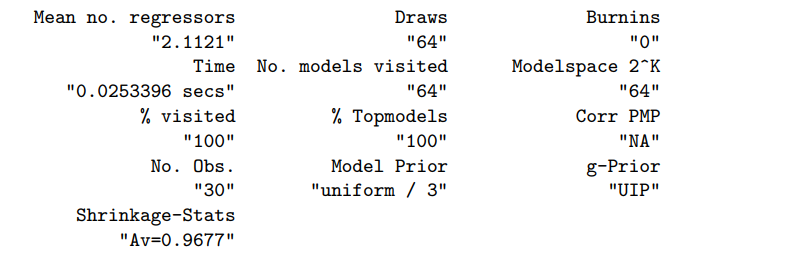 Mean no. regressors Draws Burnins
"2.1121" "64" "0"
Time No. models visited Modelspace 2^K
"0.0253396 secs" "64" "64"
% visited % Topmodels Corr PMP
"100" "100" "NA"
No. Obs. Model Prior g-Prior
"30" "uniform / 3" "UIP"
Shrinkage-Stats
"Av=0.9677"